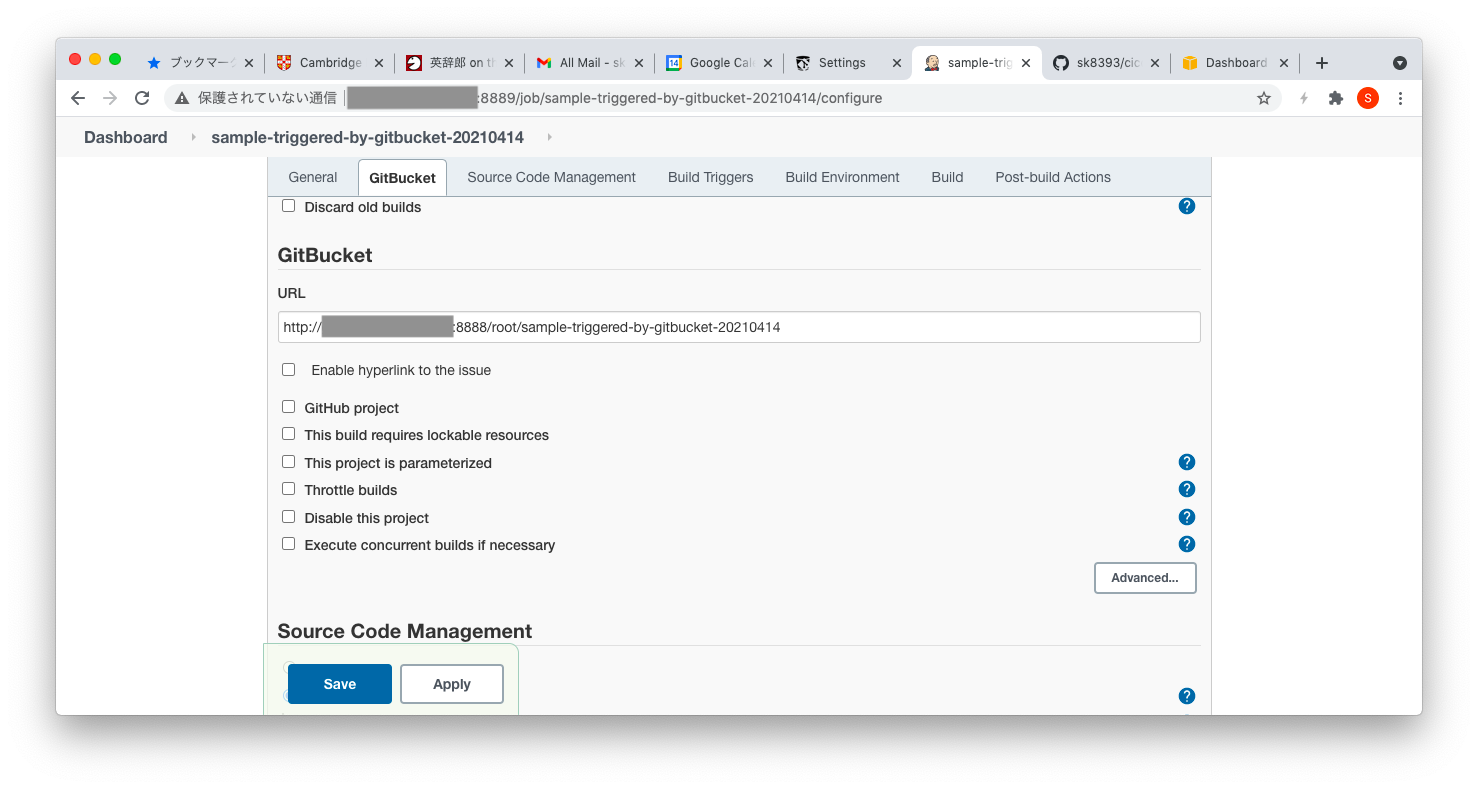 ブックマーク
Cambridge
英辞郎 on th
All Mail - sk
14
Google Cal
Settings
sample-trig
sk8393/cic
Dashboard
保護されていない通信
:8889/job/sample-triggered-by-gitbucket-20210414/configure
S
Dashboard
sample-triggered-by-gitbucket-20210414
General
GitBucket
Source Code Management
Build Triggers
Build Environment
Build
Post-build Actions
Discard old builds
?
GitBucket
URL
http://
:8888/root/sample-triggered-by-gitbucket-20210414
Enable hyperlink to the issue
GitHub project
This build requires lockable resources
This project is parameterized
?
Throttle builds
?
Disable this project
?
Execute concurrent builds if necessary
?
Advanced...
Source Code Management
Save
Apply
?